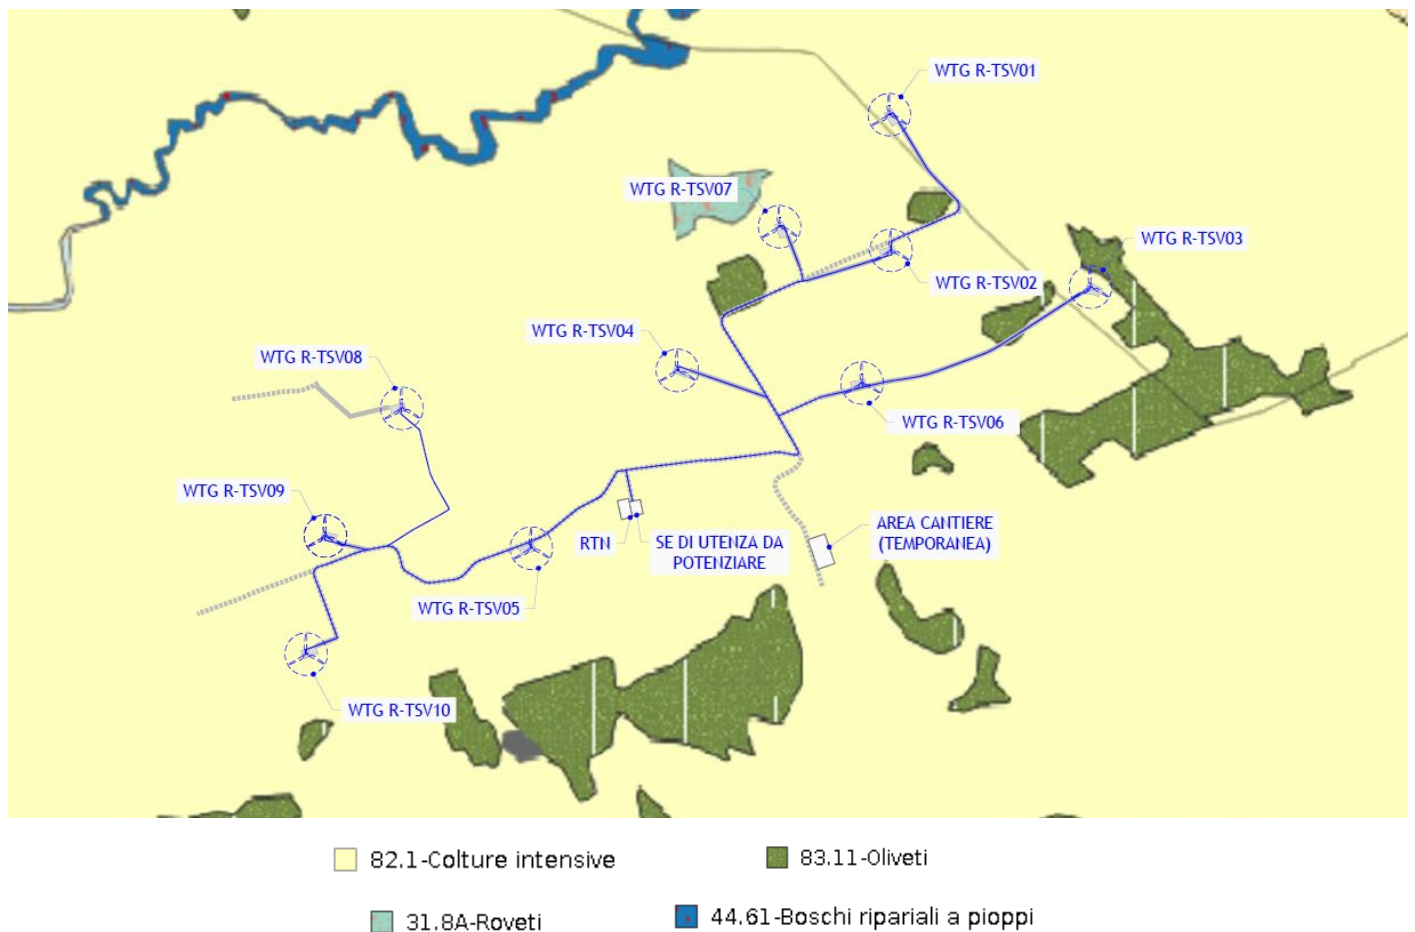 WTG R-TSV01
WTG R-TSV07
WTG R-TSV03
WTG R-TSV02
WTG R-TSV04
WTG R-TSV08
WTG R-TSV06
WTG R-TSV09
AREA CANTIERE
(TEMPORANEA)
RTN
SE DI UTENZA DA
POTENZIARE
WTG R-TSV05
WTG R-TSV10
82.1-Colture intensive
83.11-Oliveti
31.8A-Roveti
44.61-Boschi ripariali a pioppi